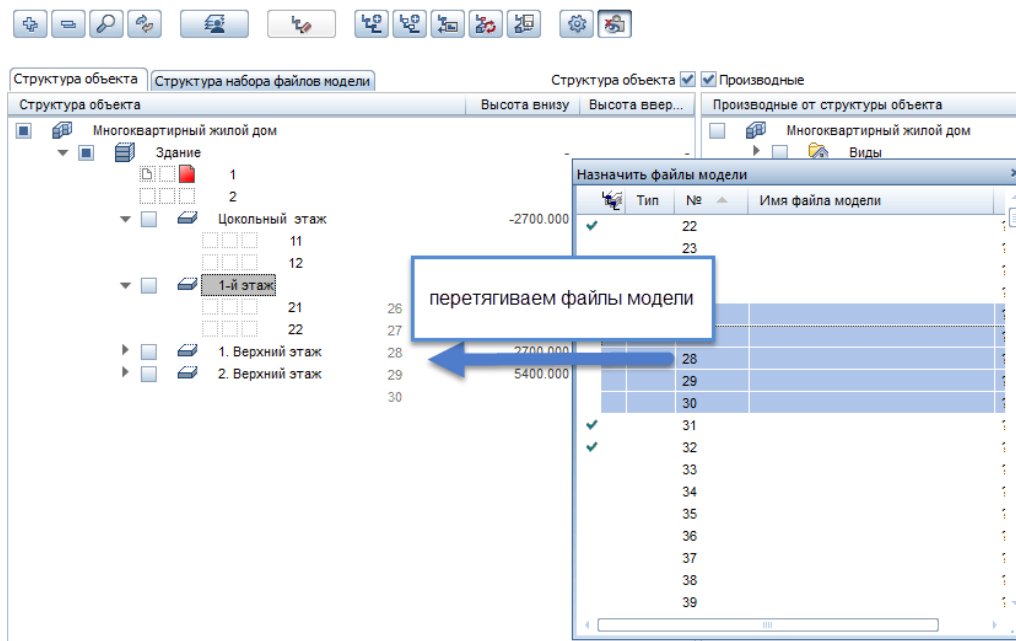 Структура объекта Структура набора файлов модели Структура объекта Производные
Структура объекта Высота внизу Высота ввер... Производные от структуры объекта
Многоквартирный жилой дом Многоквартирный жилой дом
Здание - - Виды
1 Назначить файлы модели
2 Тип № Имя файла модели
Цокольный этаж -2700.000 22
11 23
12
перетягиваем файлы модели
1-й этаж
21 26
22 27
1. Верхний этаж 28 2700.000 28
2. Верхний этаж 29 5400.000 29
30 30
31
32
33
34
35
36
37
38
39